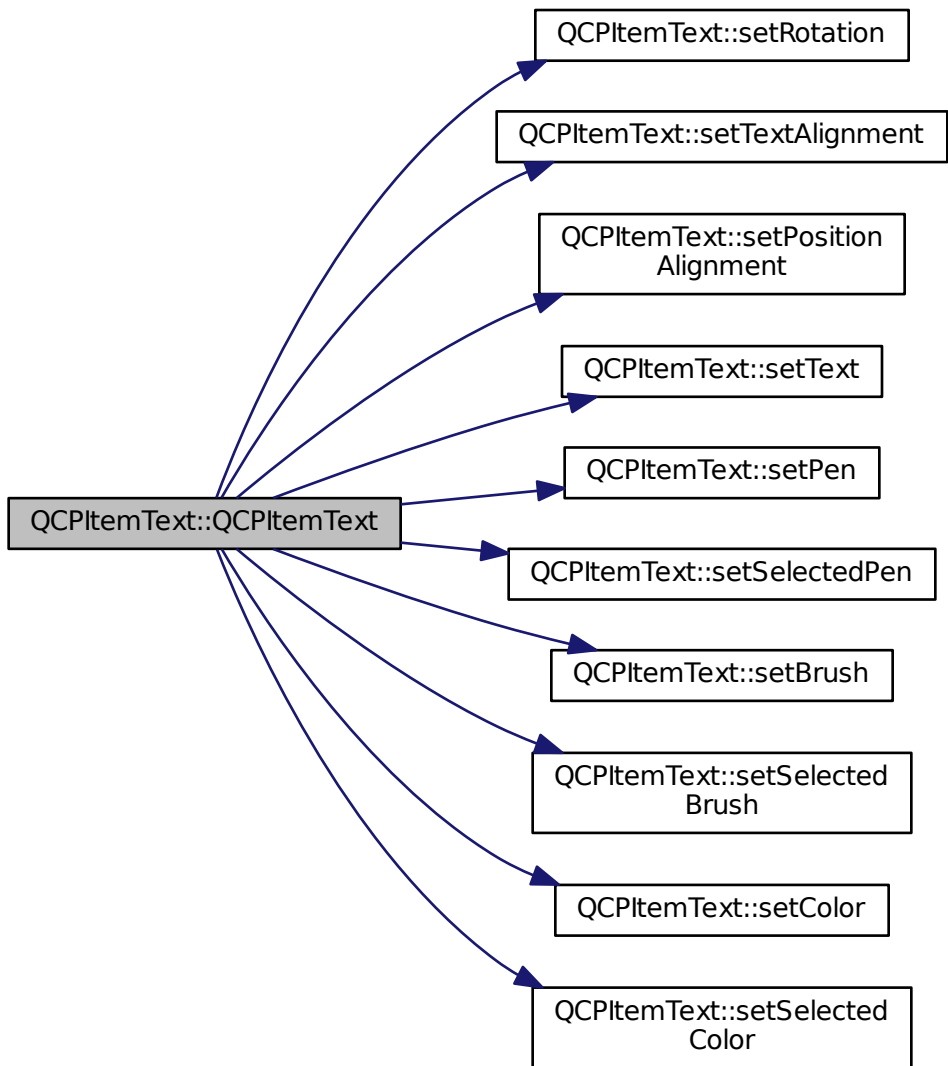 QCPItemText::setRotation
QCPItemText::setTextAlignment
QCPItemText::setPosition
Alignment
QCPItemText::setText
QCPItemText::setPen
QCPItemText::QCPItemText
QCPItemText::setSelectedPen
QCPItemText::setBrush
QCPItemText::setSelected
Brush
QCPItemText::setColor
QCPItemText::setSelected
Color